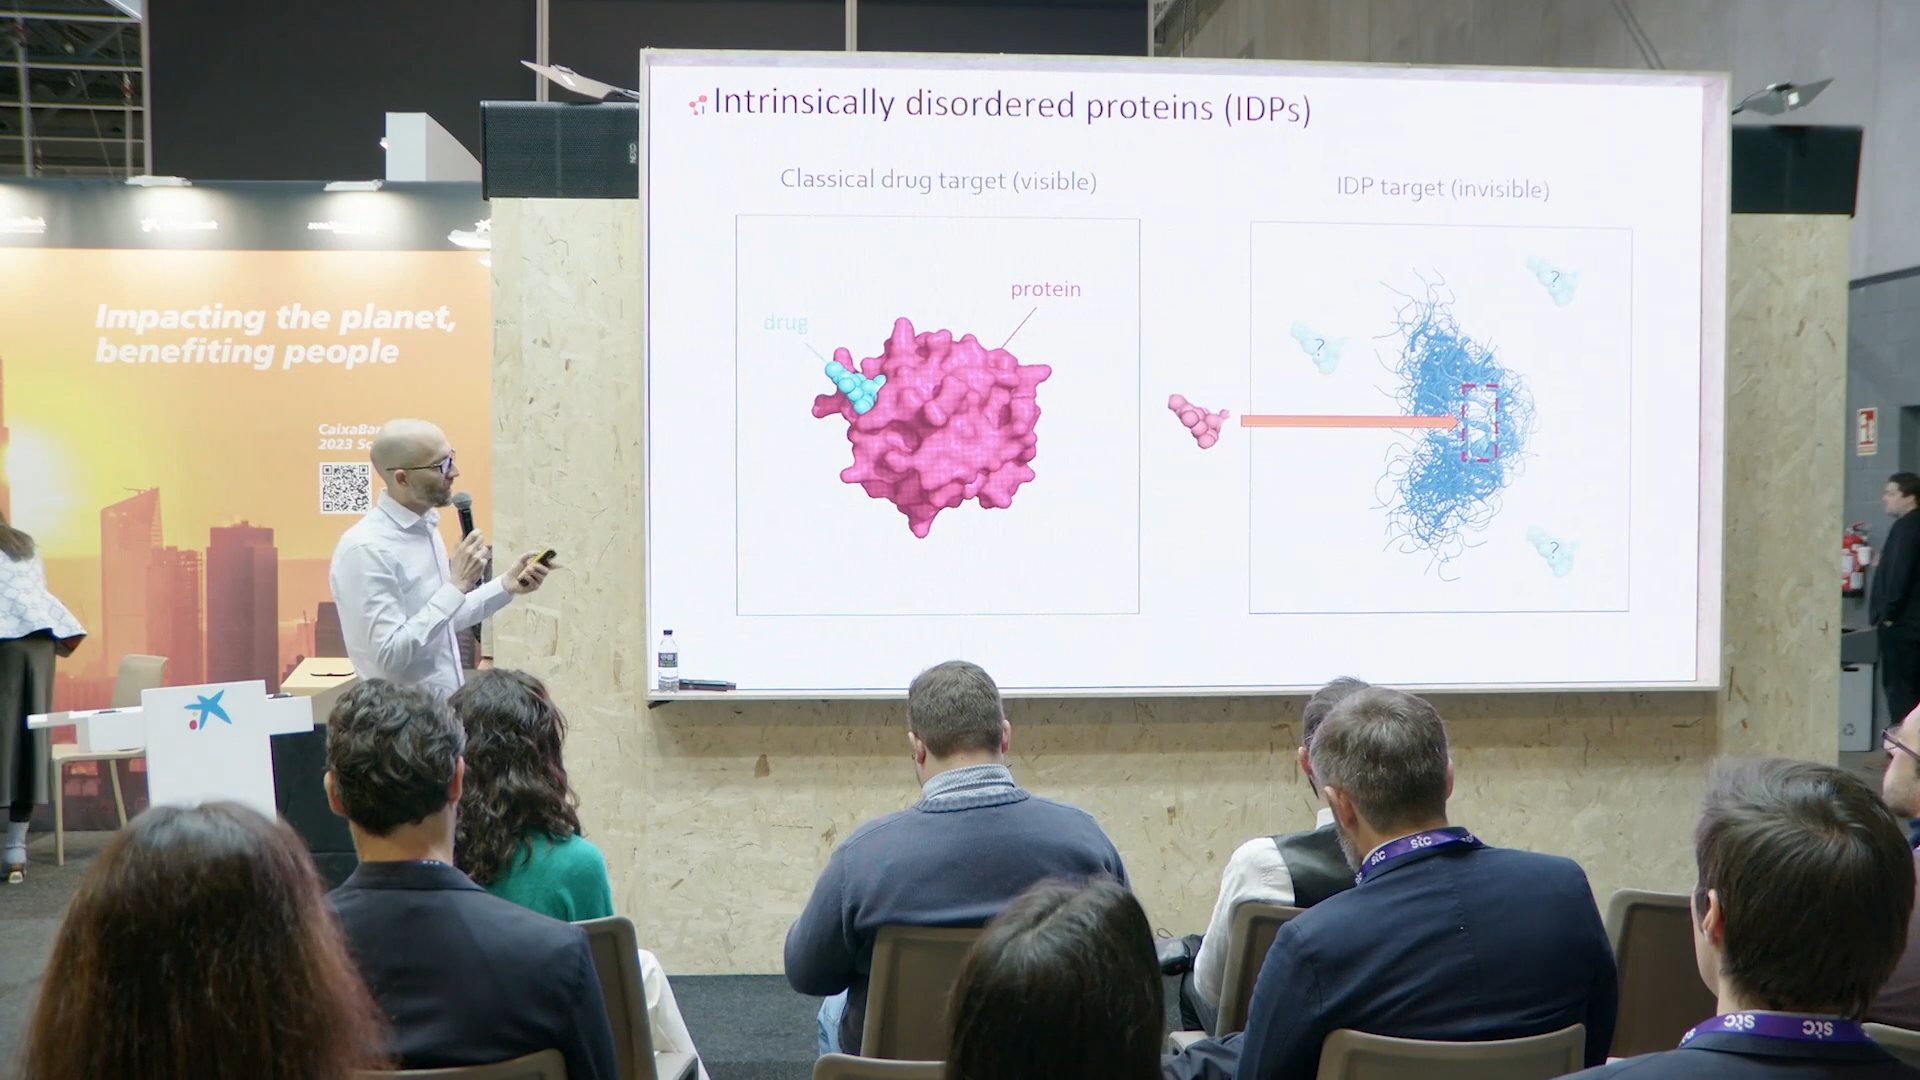 Intrinsically disordered proteins (IDPs)
Classical drug target (visible)
IDP target (invisible)
protein
drug
?
?
?
Impacting the planet,
benefiting people
2023
stc
stc
stc
stc